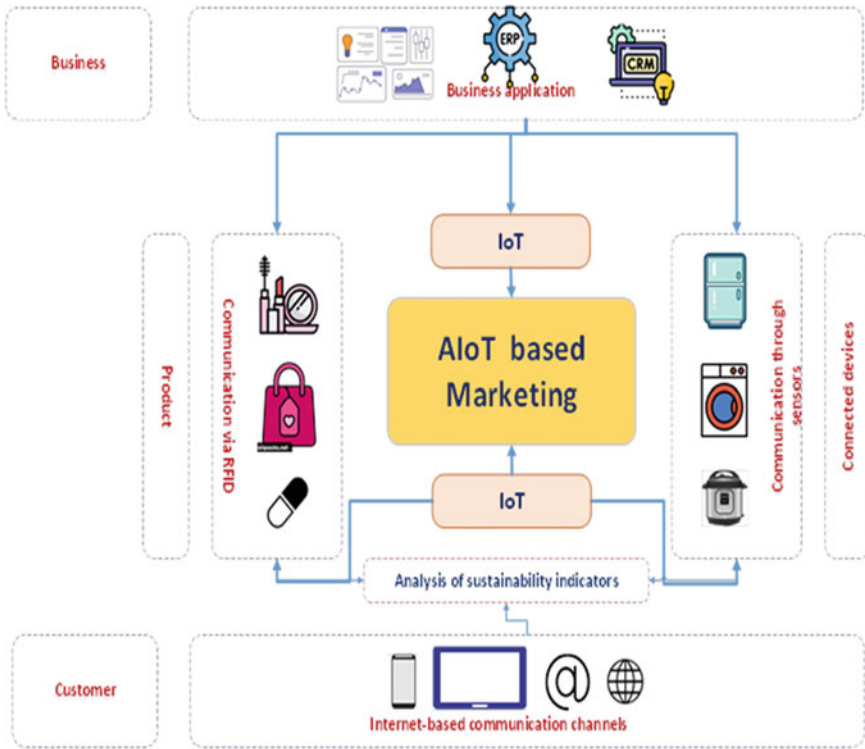 Business
ERP
CRM
Business application
IoT
Product
Communication via RFID
AIoT based
Marketing
Communication through
sensors
Connected devices
IoT
Analysis of sustainability indicators
Customer
@
Internet-based communication channels